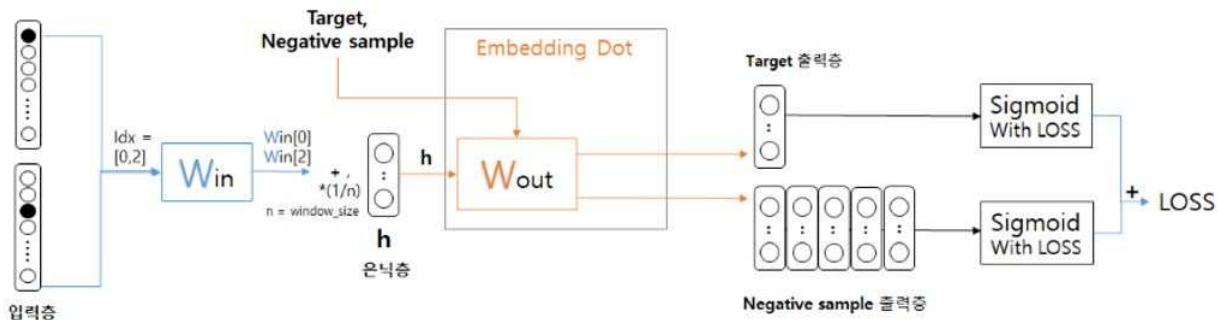 Target,
Negative sample
Embedding Dot
Target 출력층
Sigmoid
With LOSS
Idx =
[0,2]
Win
Win[0]
Win[2]
+ ,
*(1/n)
n = window_size
h
h
은닉층
Wout
+
LOSS
Sigmoid
With LOSS
입력층
Negative sample 출력층